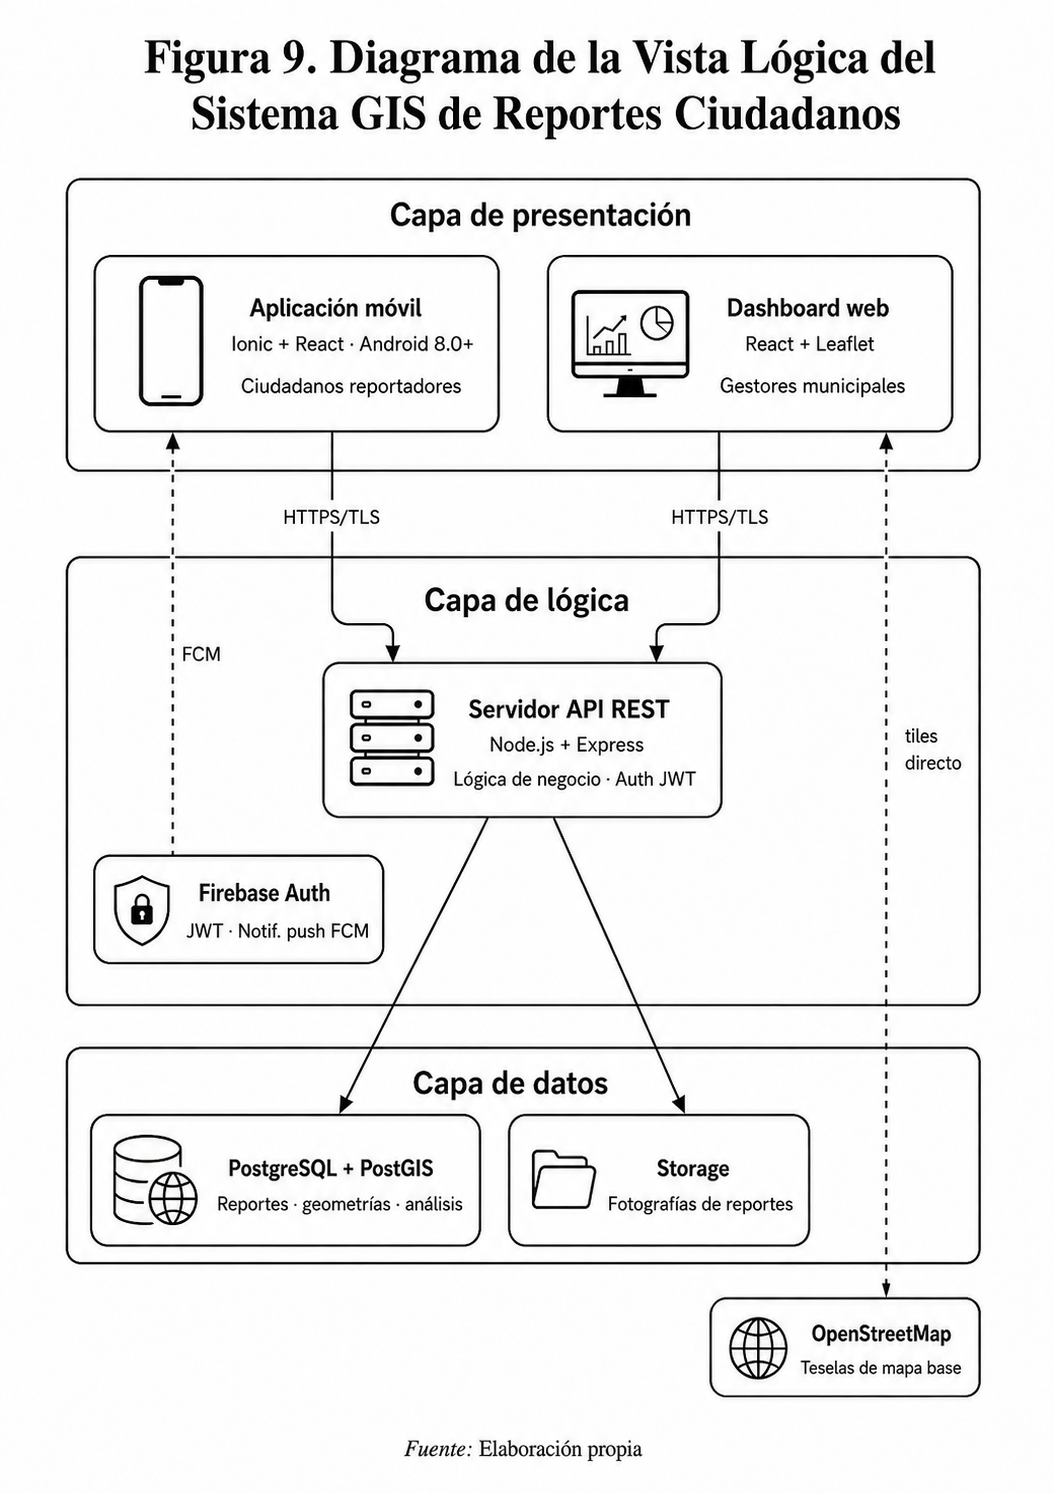 Figura 9. Diagrama de la Vista Lógica del
Sistema GIS de Reportes Ciudadanos
Capa de presentación
Aplicación móvil
Ionic + React · Android 8.0+
Ciudadanos reportadores
Dashboard web
React + Leaflet
Gestores municipales
HTTPS/TLS
HTTPS/TLS
Capa de lógica
FCM
Servidor API REST
Node.js + Express
Lógica de negocio · Auth JWT
tiles
directo
Firebase Auth
JWT · Notif. push FCM
Capa de datos
PostgreSQL + PostGIS
Reportes · geometrías · análisis
Storage
Fotografías de reportes
OpenStreetMap
Teselas de mapa base
Fuente: Elaboración propia